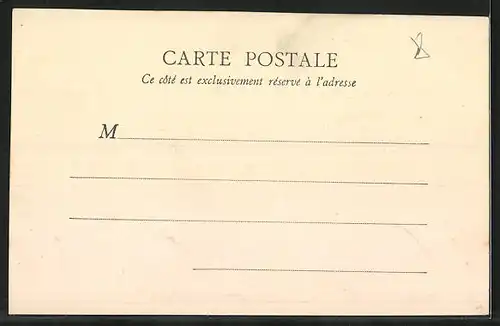 CARTE POSTALE
Ce côté est exclusivement réservé à l'adresse
M